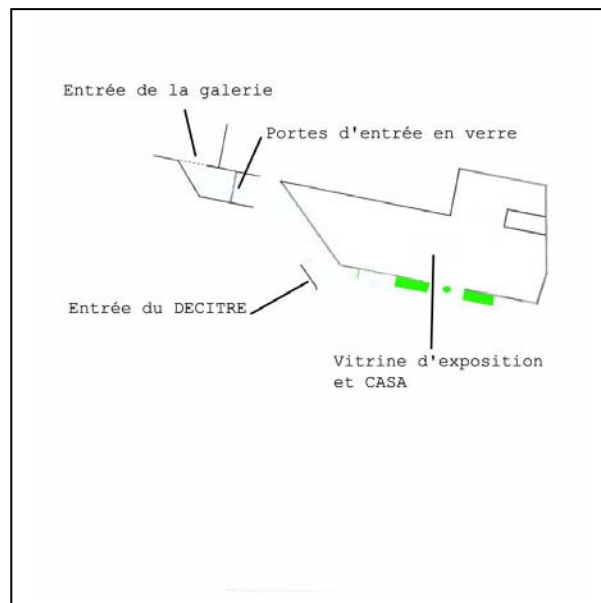 Entrée de la galerie
Portes d'entrée en verre
Entrée du DECITRE
Vitrine d'exposition
et CASA